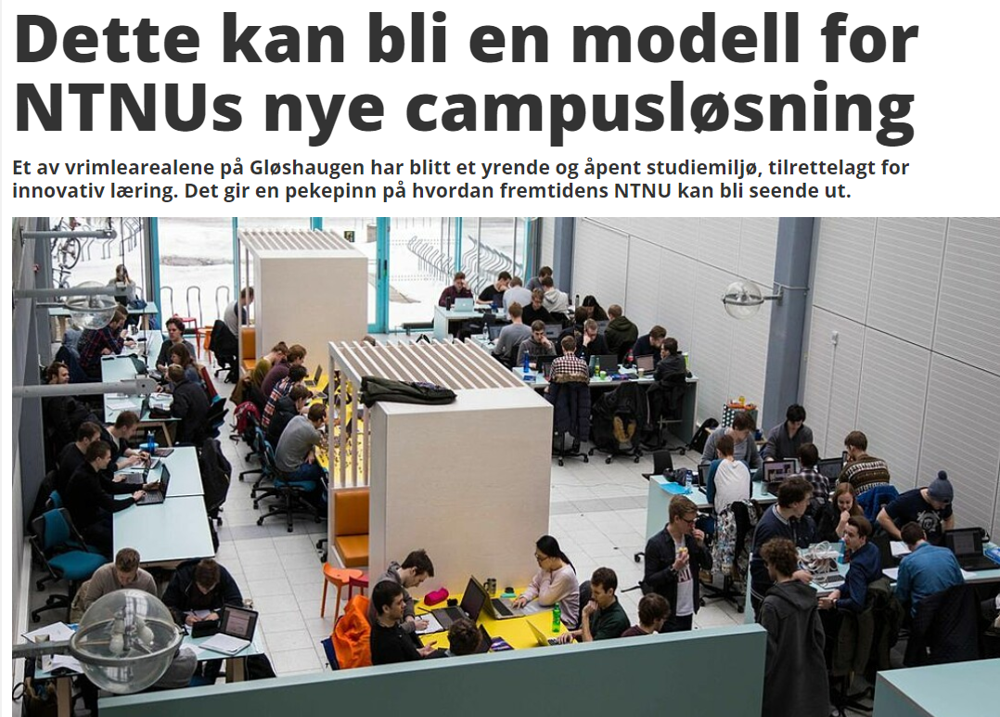 Dette kan bli en modell for
NTNUs nye campusløsning
Et av vrimlearealene på Gløshaugen har blitt et yrende og åpent studiemiljø, tilrettelagt for
innovativ læring. Det gir en pekepinn på hvordan fremtidens NTNU kan bli seende ut.